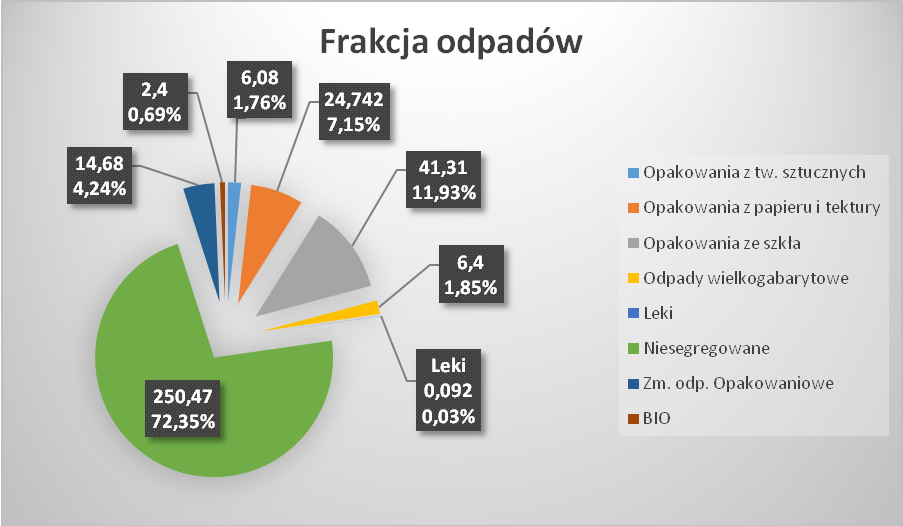 Frakcja odpadów
6,08
1,76%
2,4
0,69%
24,742
7,15%
14,68
4,24%
41,31
11,93%
6,4
1,85%
Leki
0,092
0,03%
250,47
72,35%
Opakowania z tw. sztucznych
Opakowania z papieru i tektury
Opakowania ze szkła
Odpady wielkogabarytowe
Leki
Niesegregowane
Zm. odp. Opakowaniowe
BIO